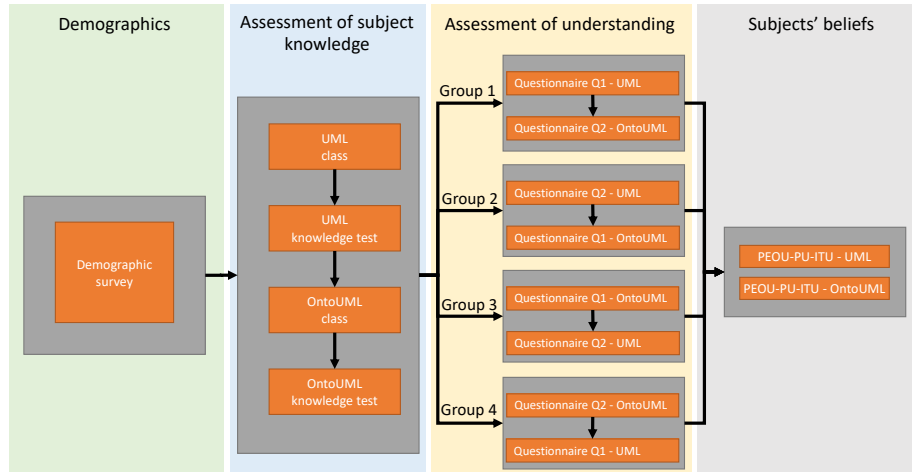 Demographics
Assessment of subject
knowledge
Assessment of understanding
Subjects' beliefs
Demographic
survey
UML
class
UML
knowledge test
OntoUML
class
OntoUML
knowledge test
Group 1
Questionnaire Q1 - UML
Questionnaire Q2 - OntoUML
Group 2
Questionnaire Q2 - UML
Questionnaire Q1 - OntoUML
Group 3
Questionnaire Q1 - OntoUML
Questionnaire Q2 - UML
Group 4
Questionnaire Q2 - OntoUML
Questionnaire Q1 - UML
PEOU-PU-ITU - UML
PEOU-PU-ITU - OntoUML